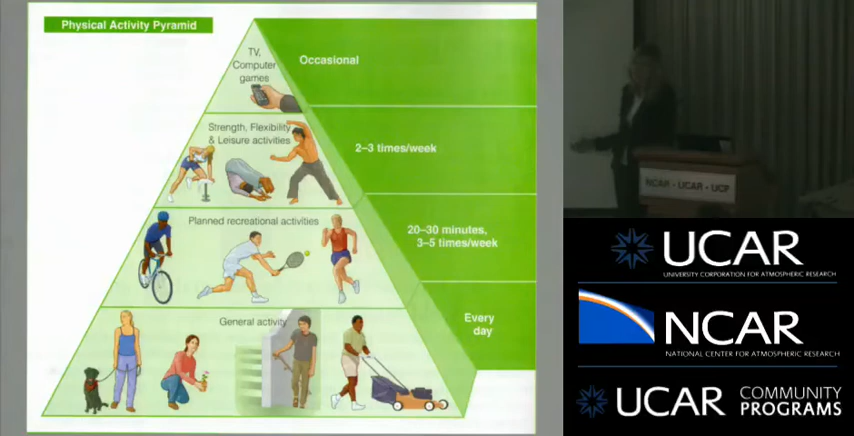 Physical Activity Pyramid
TV,
Computer
games
Occasional
Strength, Flexibility
& Leisure activities
2–3 times/week
Planned recreational activities
20–30 minutes,
3–5 times/week
General activity
Every
day
NCAR · UCAR · UCP
UCAR
UNIVERSITY CORPORATION FOR ATMOSPHERIC RESEARCH
NCAR
NATIONAL CENTER FOR ATMOSPHERIC RESEARCH
UCAR COMMUNITY
PROGRAMS